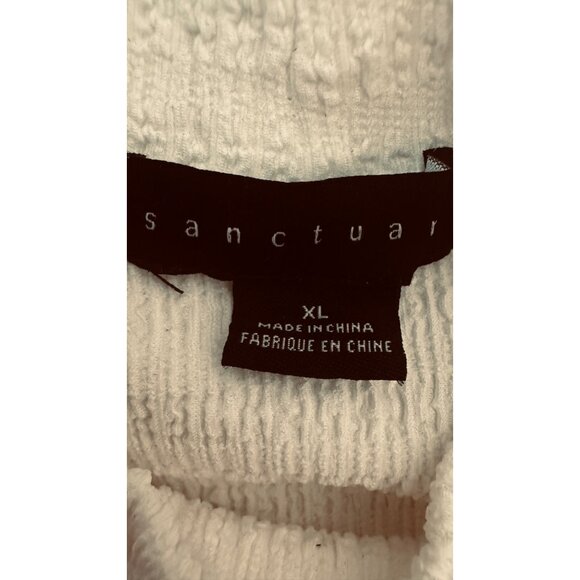 sanctuar
XL
MADE IN CHINA
FABRIQUE EN CHINE